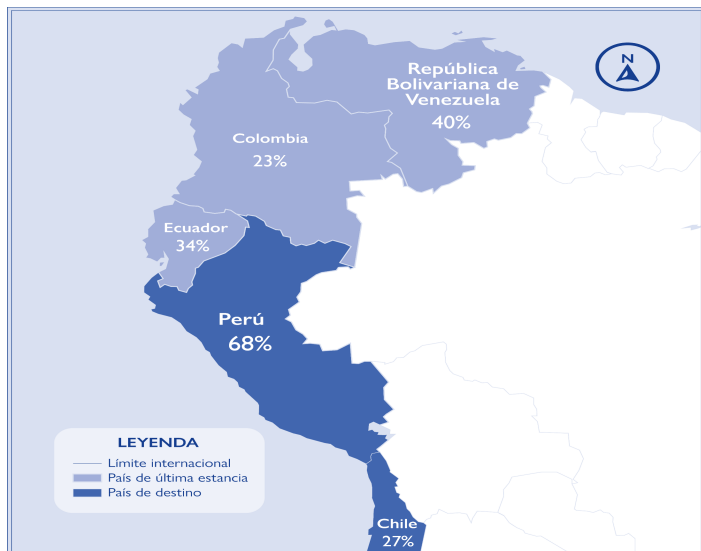 N
República
Bolivariana de
Venezuela
40%
Colombia
23%
Ecuador
34%
Perú
68%
LEYENDA
Límite internacional
País de última estancia
País de destino
Chile
27%